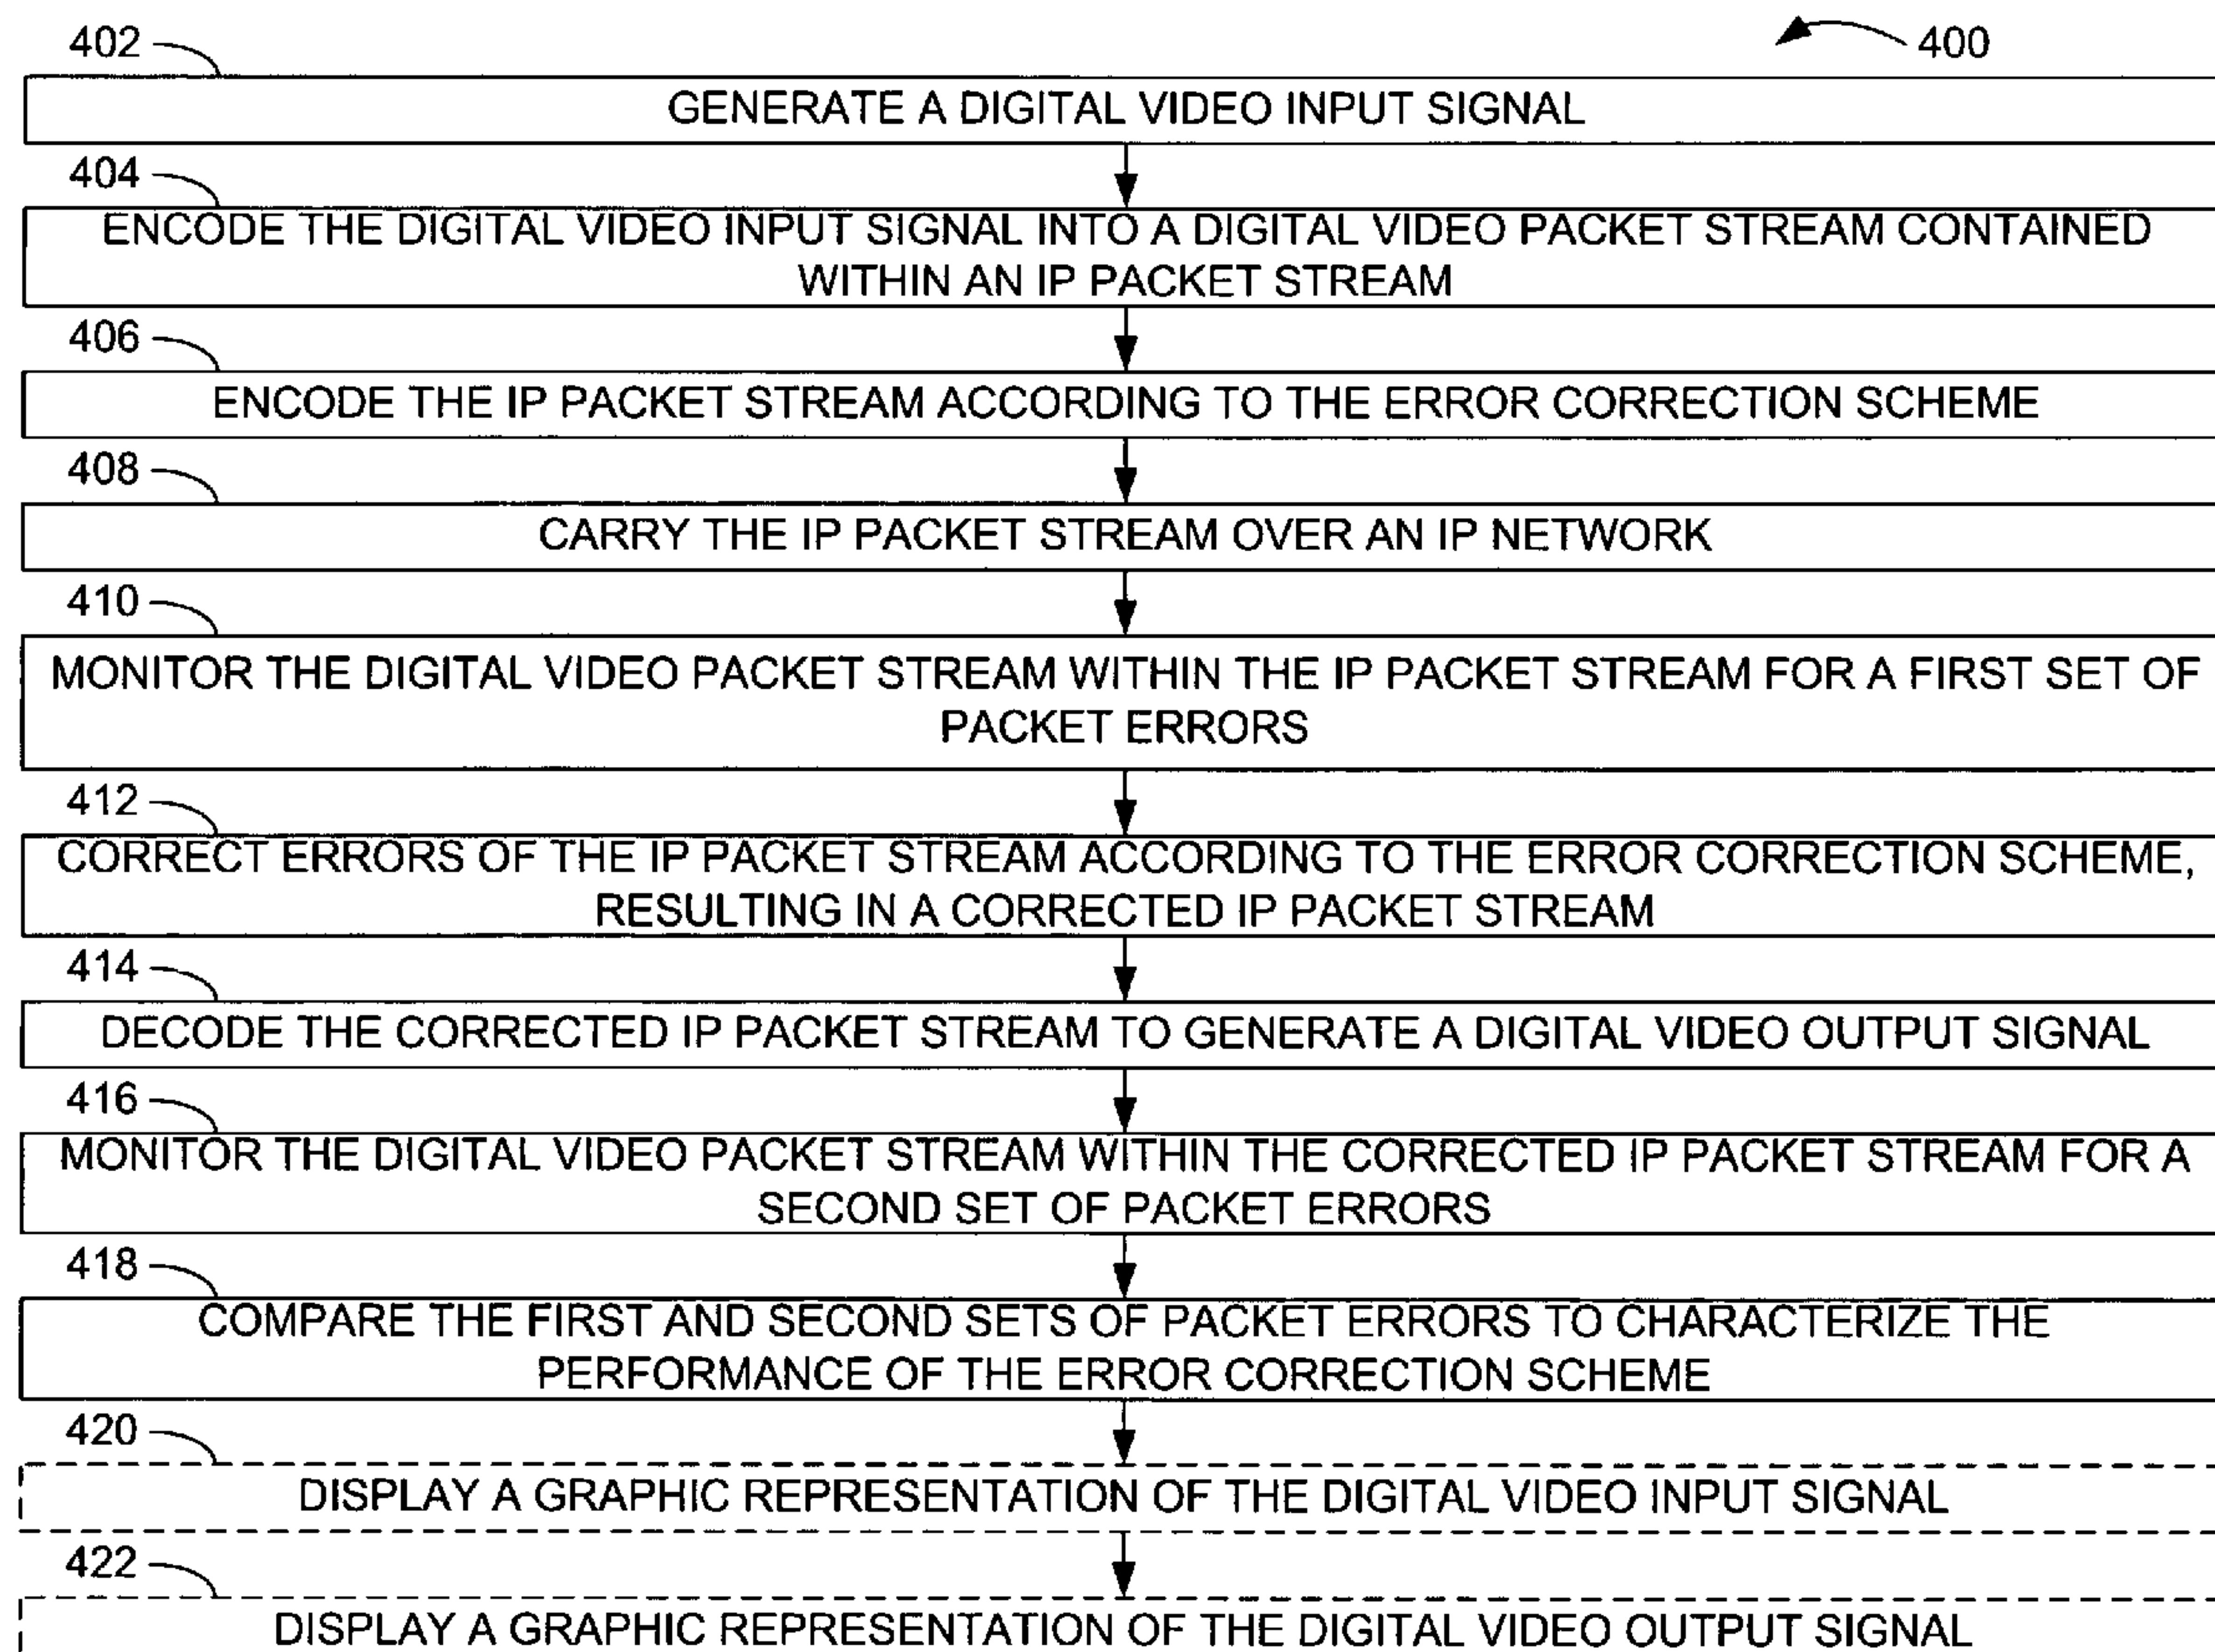 402
400
GENERATE A DIGITAL VIDEO INPUT SIGNAL
404
ENCODE THE DIGITAL VIDEO INPUT SIGNAL INTO A DIGITAL VIDEO PACKET STREAM CONTAINED
WITHIN AN IP PACKET STREAM
406
ENCODE THE IP PACKET STREAM ACCORDING TO THE ERROR CORRECTION SCHEME
408
CARRY THE IP PACKET STREAM OVER AN IP NETWORK
410
MONITOR THE DIGITAL VIDEO PACKET STREAM WITHIN THE IP PACKET STREAM FOR A FIRST SET OF
PACKET ERRORS
412
CORRECT ERRORS OF THE IP PACKET STREAM ACCORDING TO THE ERROR CORRECTION SCHEME,
RESULTING IN A CORRECTED IP PACKET STREAM
414
DECODE THE CORRECTED IP PACKET STREAM TO GENERATE A DIGITAL VIDEO OUTPUT SIGNAL
416
MONITOR THE DIGITAL VIDEO PACKET STREAM WITHIN THE CORRECTED IP PACKET STREAM FOR A
SECOND SET OF PACKET ERRORS
418
COMPARE THE FIRST AND SECOND SETS OF PACKET ERRORS TO CHARACTERIZE THE
PERFORMANCE OF THE ERROR CORRECTION SCHEME
420
DISPLAY A GRAPHIC REPRESENTATION OF THE DIGITAL VIDEO INPUT SIGNAL
422
DISPLAY A GRAPHIC REPRESENTATION OF THE DIGITAL VIDEO OUTPUT SIGNAL